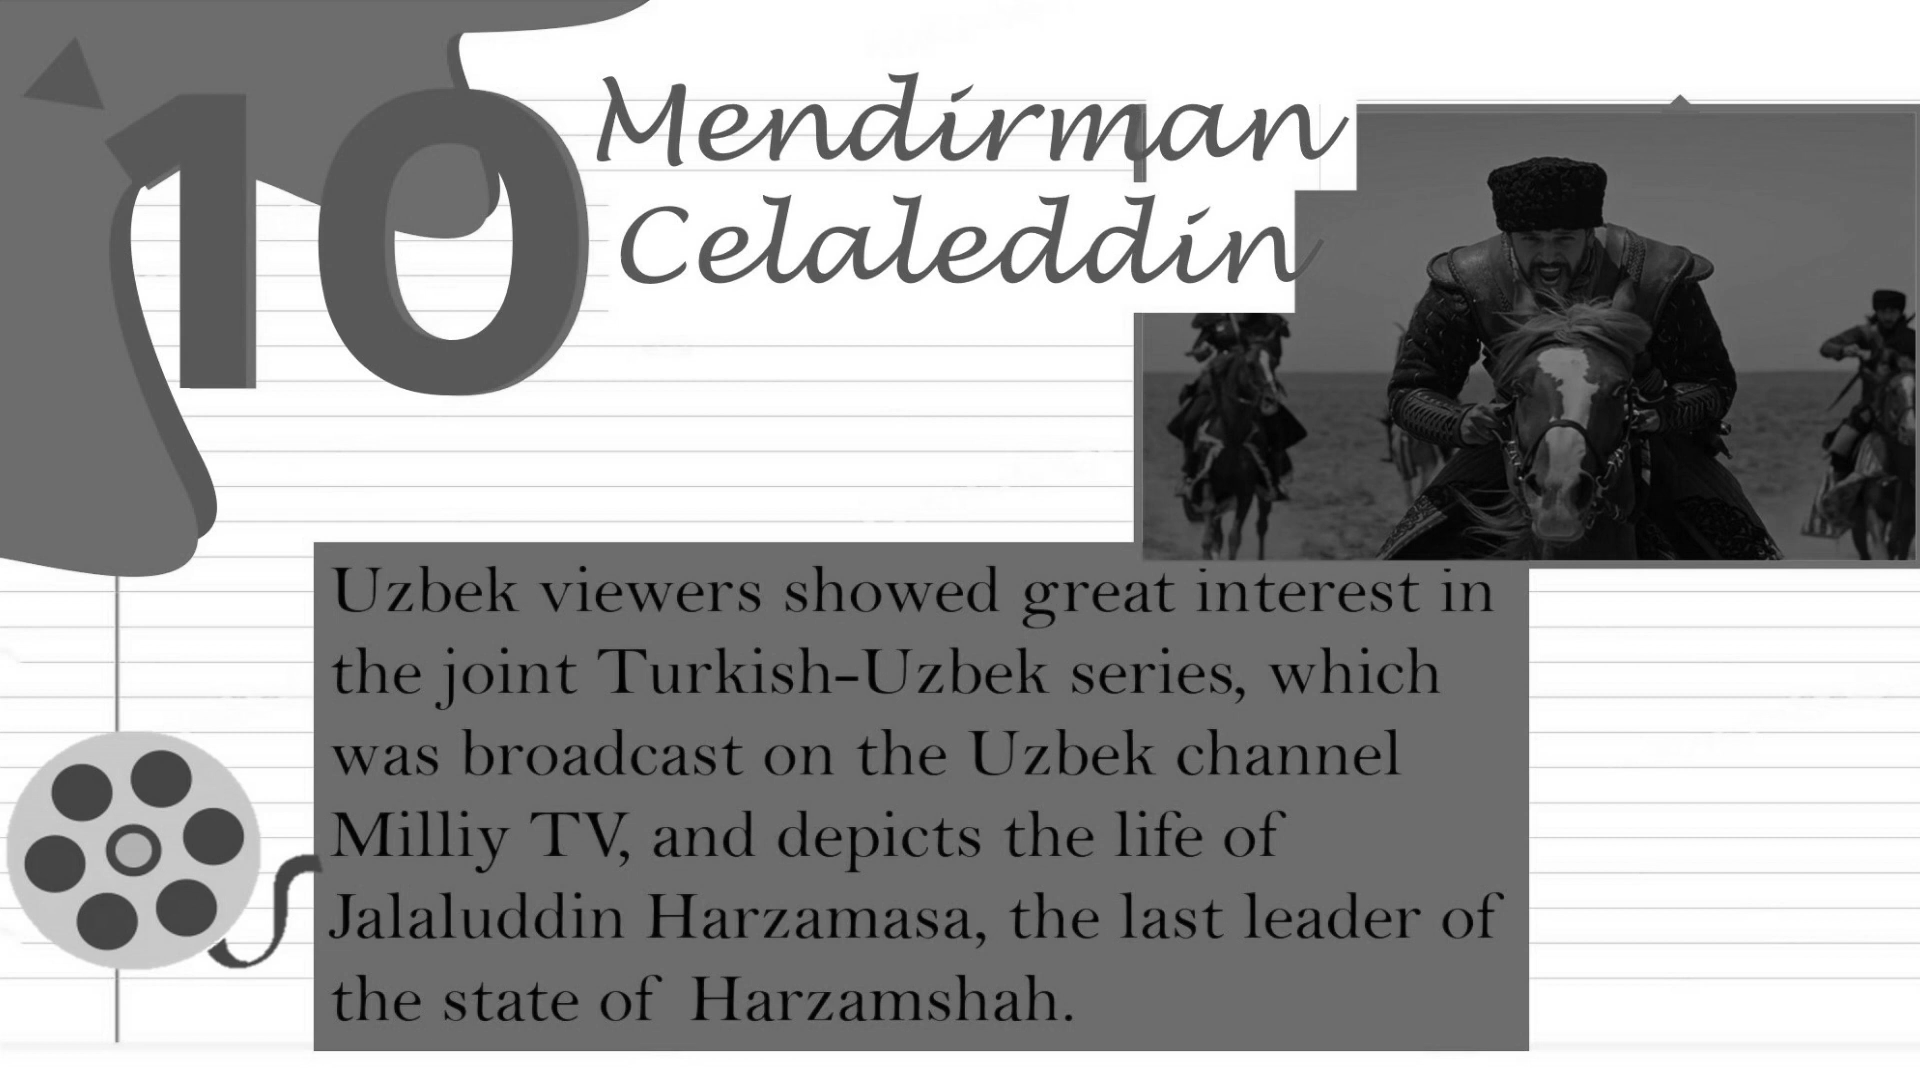 10
Mendirman
Celaleddin
Uzbek viewers showed great interest in
the joint Turkish-Uzbek series, which
was broadcast on the Uzbek channel
Milliy TV, and depicts the life of
Jalaluddin Harzamasa, the last leader of
the state of Harzamshah.